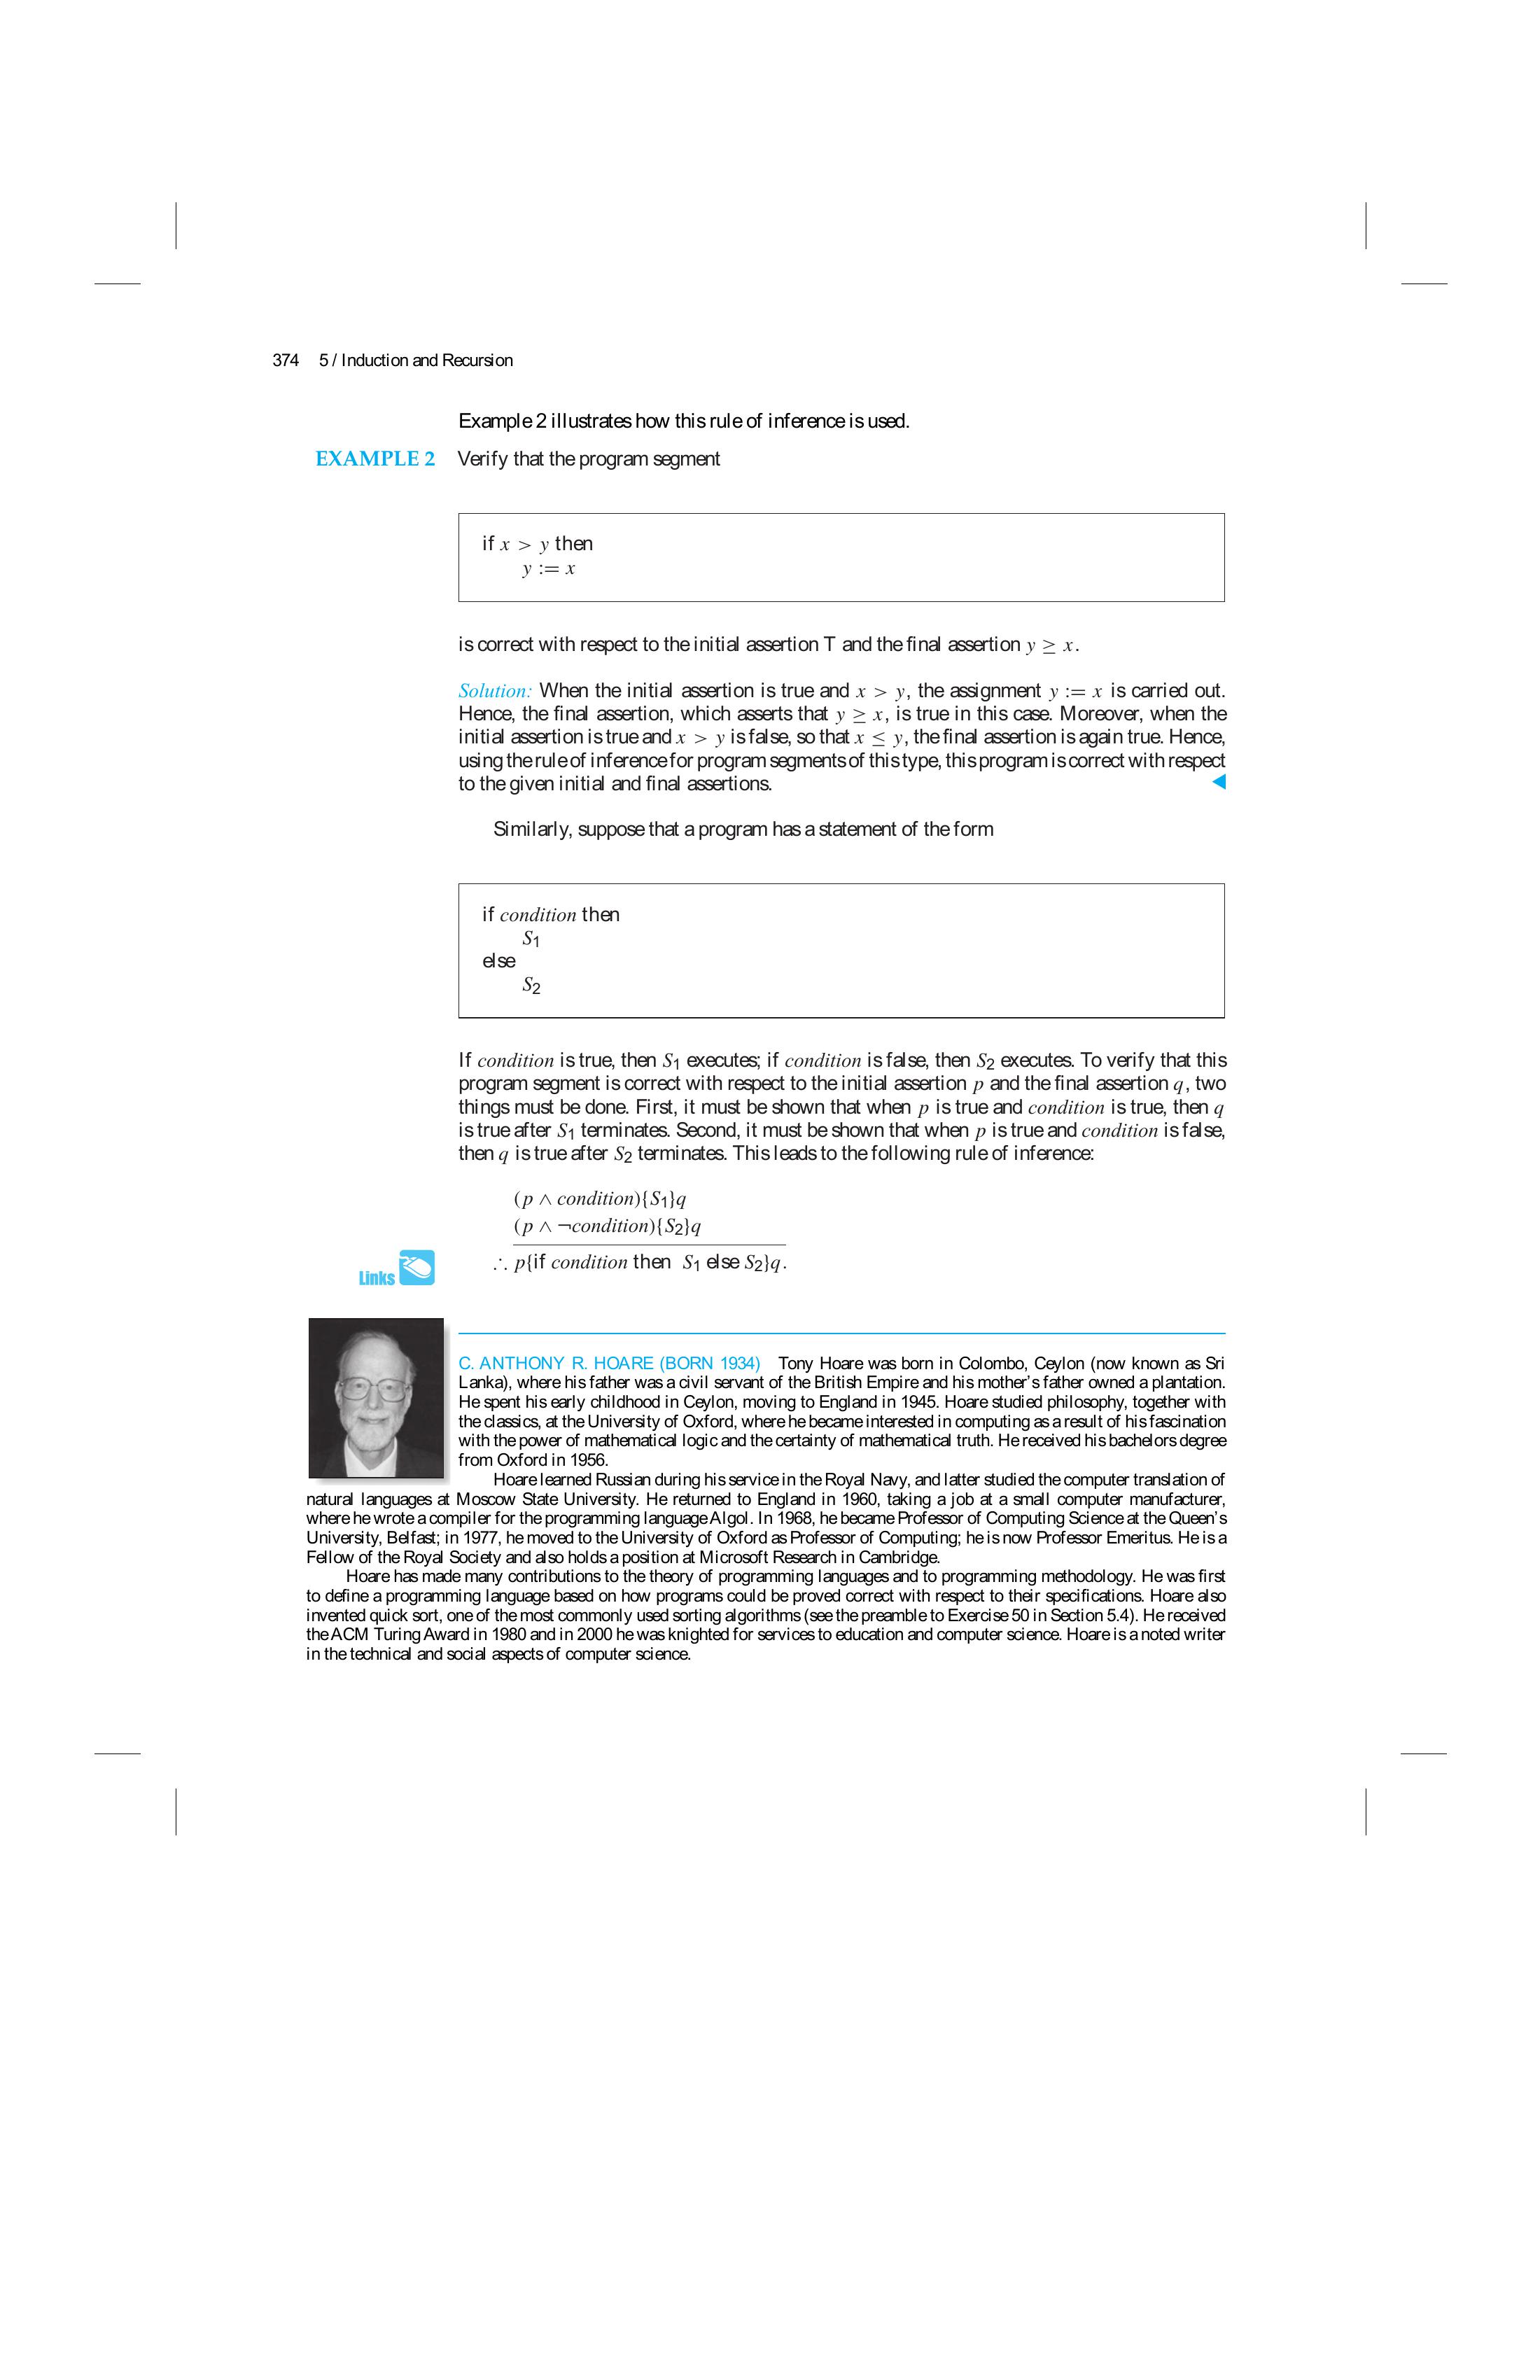 374 5 / Induction and Recursion
Example 2 illustrates how this rule of inference is used.
EXAMPLE 2 Verify that the program segment
if x > y then
y := x
is correct with respect to the initial assertion T and the final assertion y ≥ x.
Solution: When the initial assertion is true and x > y, the assignment y := x is carried out.
Hence, the final assertion, which asserts that y ≥ x, is true in this case. Moreover, when the
initial assertion is true and x > y is false, so that x ≤ y, the final assertion is again true. Hence,
using the rule of inference for program segments of this type, this program is correct with respect
to the given initial and final assertions. ◀
Similarly, suppose that a program has a statement of the form
if condition then
S1
else
S2
If condition is true, then S1 executes; if condition is false, then S2 executes. To verify that this
program segment is correct with respect to the initial assertion p and the final assertion q, two
things must be done. First, it must be shown that when p is true and condition is true, then q
is true after S1 terminates. Second, it must be shown that when p is true and condition is false,
then q is true after S2 terminates. This leads to the following rule of inference:
(p ∧ condition){S1}q
(p ∧ ¬condition){S2}q
∴ p{if condition then S1 else S2}q.
Links
C. ANTHONY R. HOARE (BORN 1934) Tony Hoare was born in Colombo, Ceylon (now known as Sri
Lanka), where his father was a civil servant of the British Empire and his mother's father owned a plantation.
He spent his early childhood in Ceylon, moving to England in 1945. Hoare studied philosophy, together with
the classics, at the University of Oxford, where he became interested in computing as a result of his fascination
with the power of mathematical logic and the certainty of mathematical truth. He received his bachelors degree
from Oxford in 1956.
Hoare learned Russian during his service in the Royal Navy, and latter studied the computer translation of
natural languages at Moscow State University. He returned to England in 1960, taking a job at a small computer manufacturer,
where he wrote a compiler for the programming language Algol. In 1968, he became Professor of Computing Science at the Queen's
University, Belfast; in 1977, he moved to the University of Oxford as Professor of Computing; he is now Professor Emeritus. He is a
Fellow of the Royal Society and also holds a position at Microsoft Research in Cambridge.
Hoare has made many contributions to the theory of programming languages and to programming methodology. He was first
to define a programming language based on how programs could be proved correct with respect to their specifications. Hoare also
invented quick sort, one of the most commonly used sorting algorithms (see the preamble to Exercise 50 in Section 5.4). He received
the ACM Turing Award in 1980 and in 2000 he was knighted for services to education and computer science. Hoare is a noted writer
in the technical and social aspects of computer science.